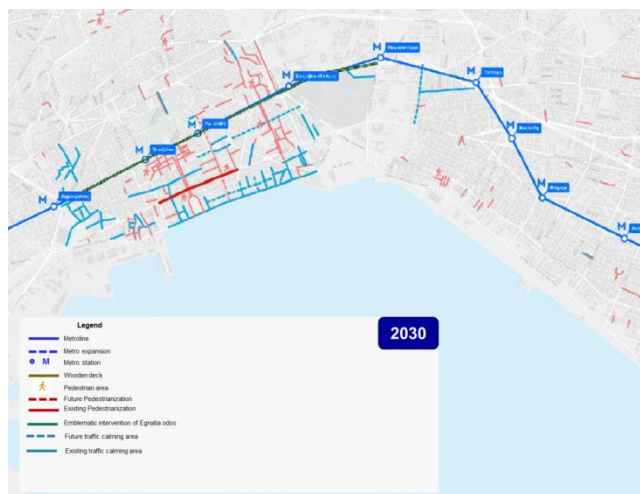 M
M
Πανεπιστήμιο
M
M
M
M
M
M
M
M
2030
Legend
Metroline
Metro expansion
M
Metro station
Wooden deck
Pedestrian area
Future Pedestrianization
Existing Pedestrianization
Emblematic intervention of Egnatia odos
Future traffic calming area
Existing traffic calming area